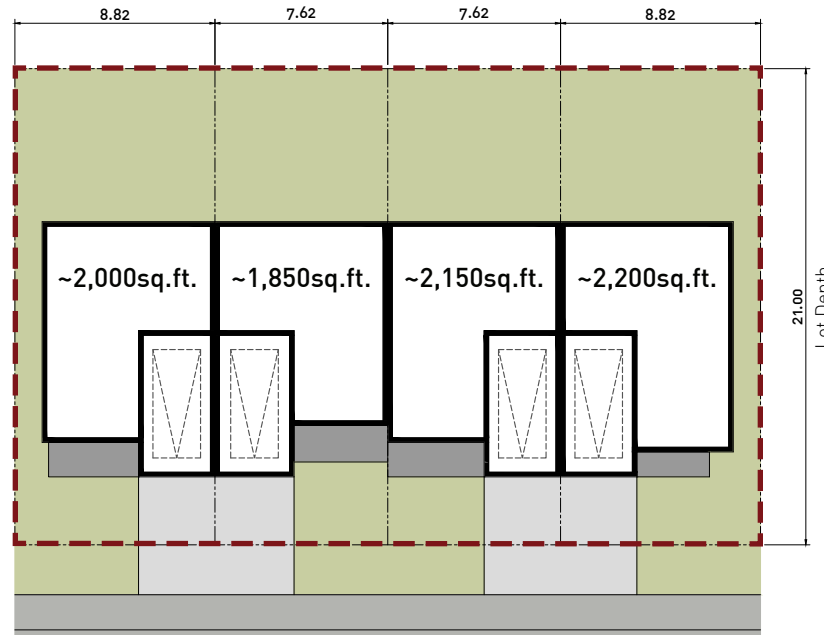 8.82
7.62
7.62
8.82
~2,000sq.ft.
~1,850sq.ft.
~2,150sq.ft.
~2,200sq.ft.
21.00
Lot Depth